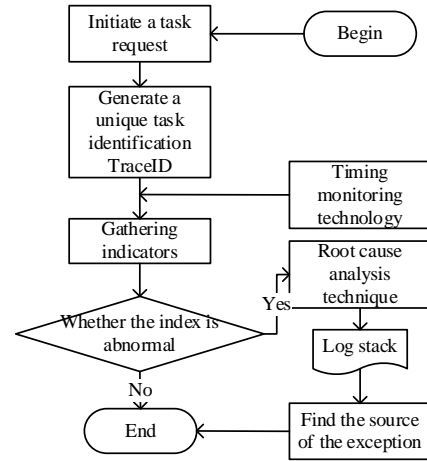 Initiate a task
request
Begin
Generate a
unique task
identification
TraceID
Timing
monitoring
technology
Gathering
indicators
Root cause
analysis
technique
Yes
Whether the index is
abnormal
Log stack
No
End
Find the source
of the exception